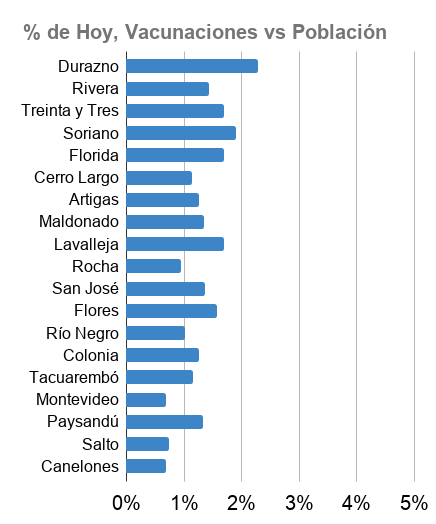 % de Hoy, Vacunaciones vs Población
Durazno
Rivera
Treinta y Tres
Soriano
Florida
Cerro Largo
Artigas
Maldonado
Lavalleja
Rocha
San José
Flores
Río Negro
Colonia
Tacuarembó
Montevideo
Paysandú
Salto
Canelones
0% 1% 2% 3% 4% 5%